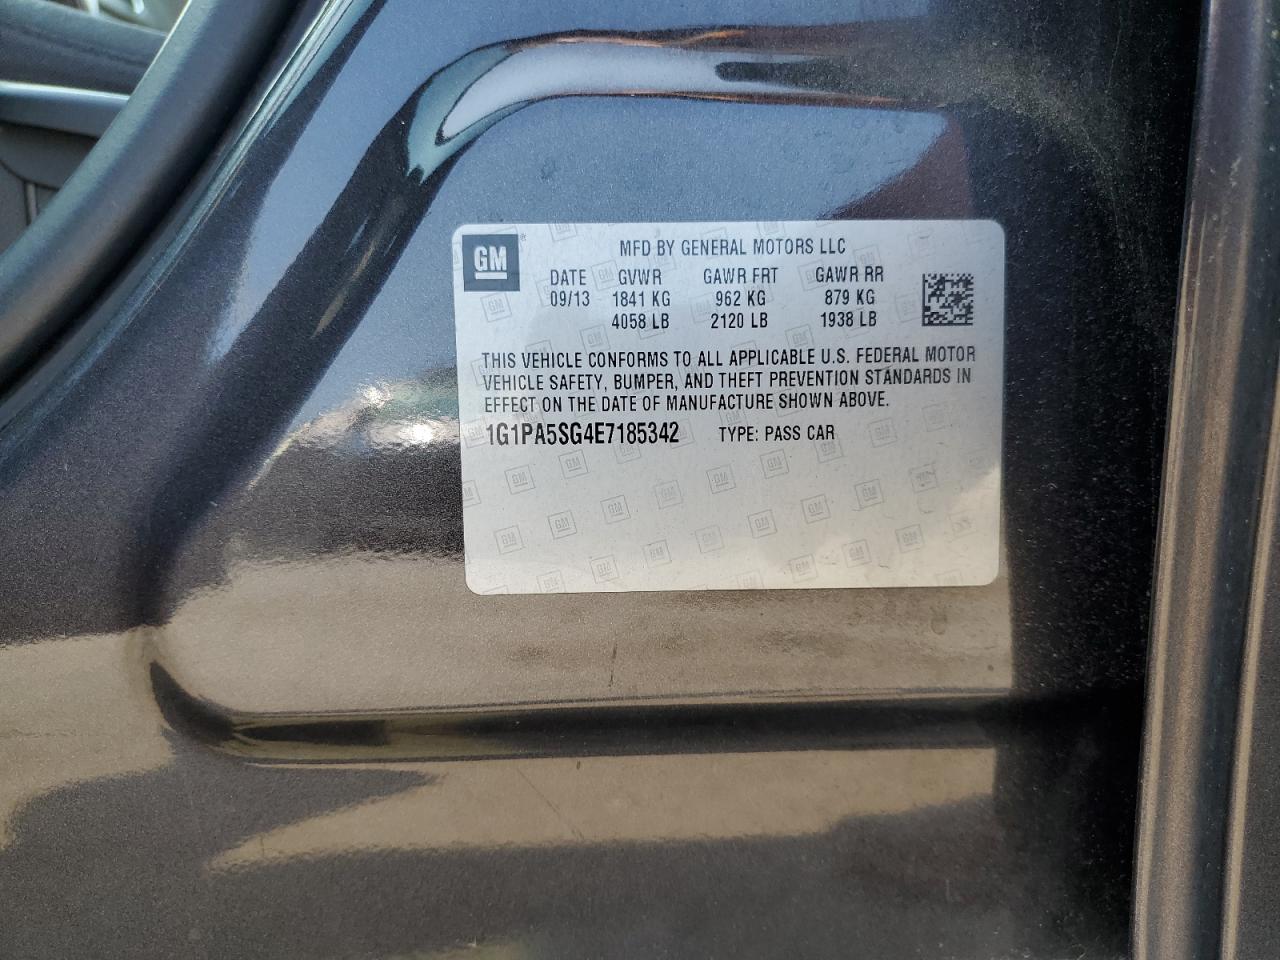 GM ®
MFD BY GENERAL MOTORS LLC
DATE GVWR GAWR FRT GAWR RR
09/13 1841 KG 962 KG 879 KG
4058 LB 2120 LB 1938 LB
THIS VEHICLE CONFORMS TO ALL APPLICABLE U.S. FEDERAL MOTOR
VEHICLE SAFETY, BUMPER, AND THEFT PREVENTION STANDARDS IN
EFFECT ON THE DATE OF MANUFACTURE SHOWN ABOVE.
1G1PA5SG4E7185342 TYPE: PASS CAR